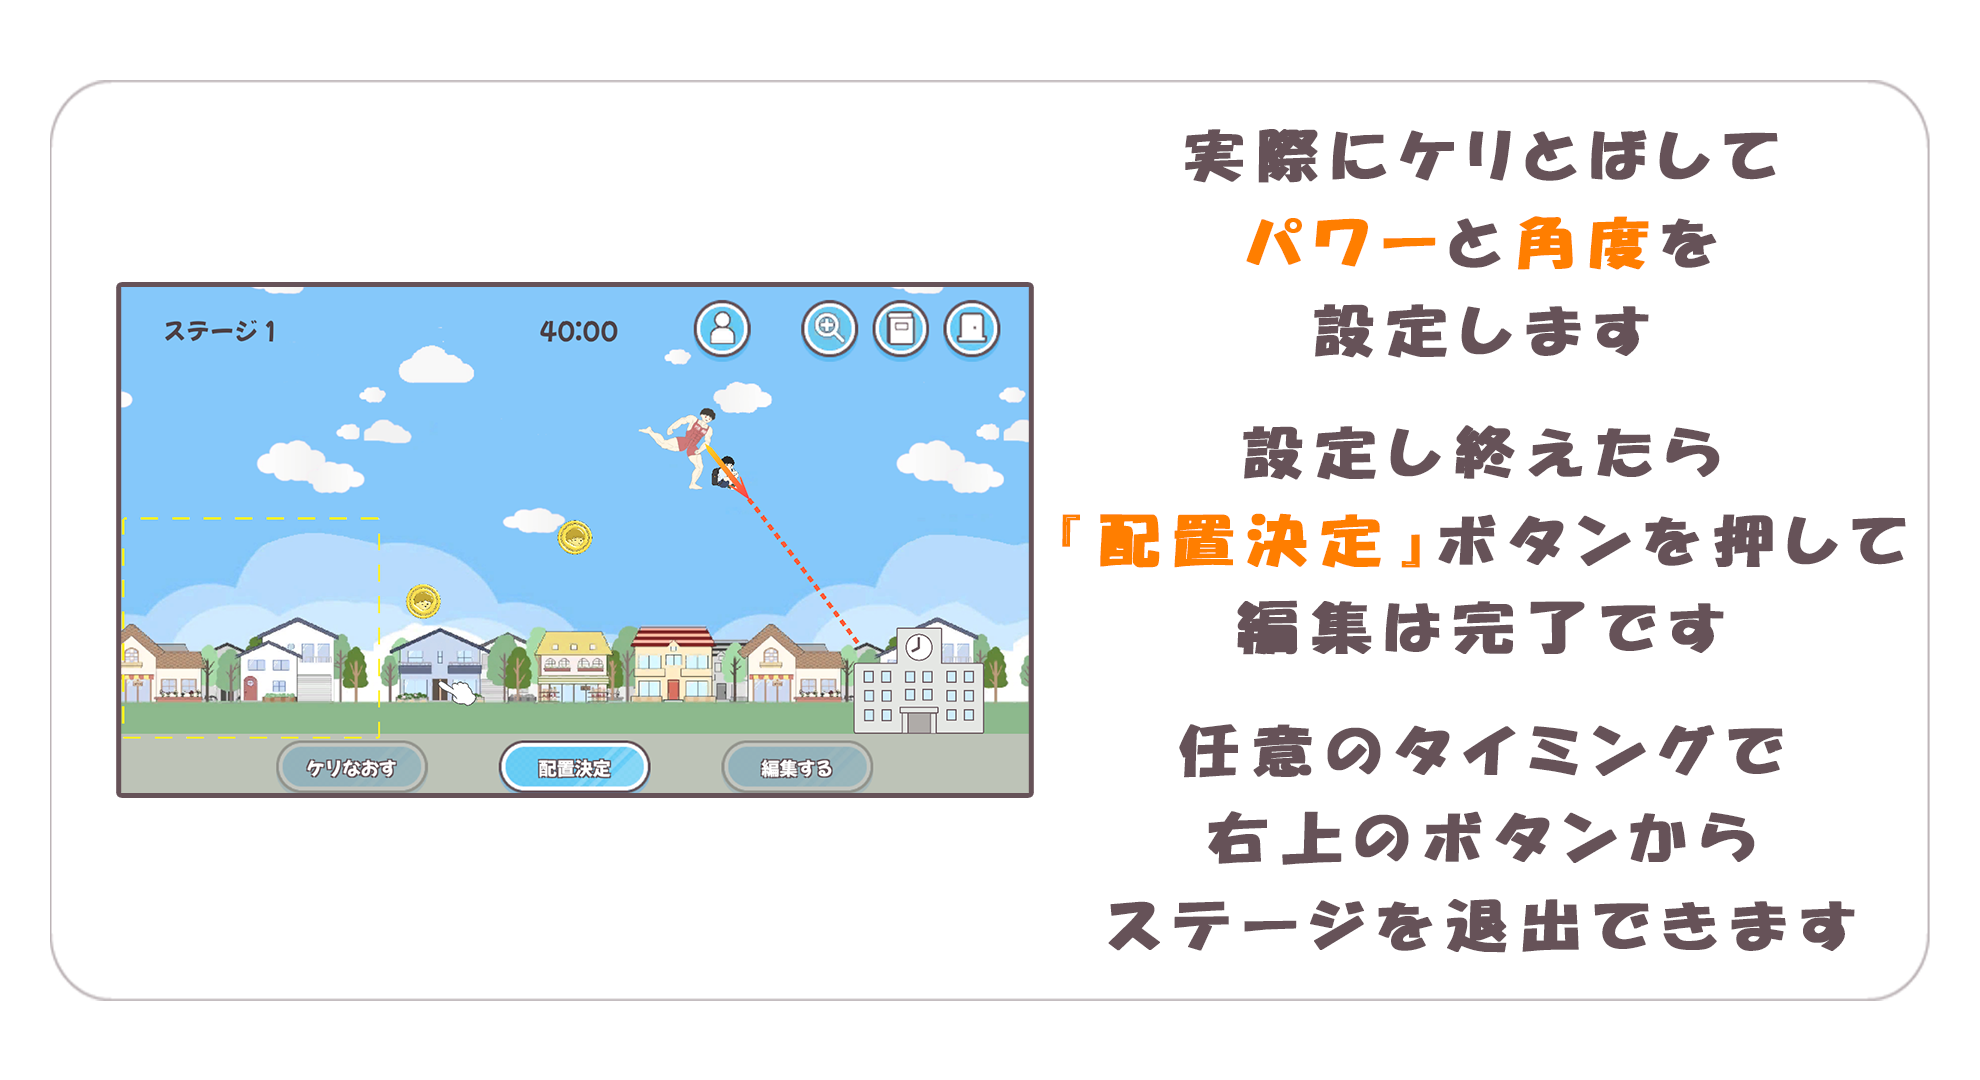 ステージ 1
40:00
ケリなおす
配置決定
編集する
実際にケリとばして
パワーと角度を
設定します
設定し終えたら
『配置決定』ボタンを押して
編集は完了です
任意のタイミングで
右上のボタンから
ステージを退出できます